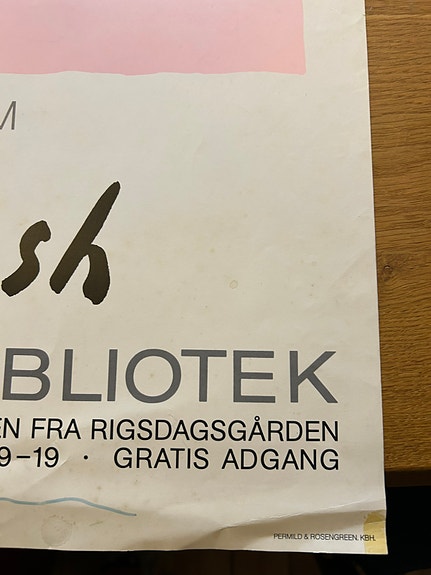 M
sh
BLIOTEK
EN FRA RIGSDAGSGÅRDEN
9–19 · GRATIS ADGANG
PERMILD & ROSENGREEN. KBH.